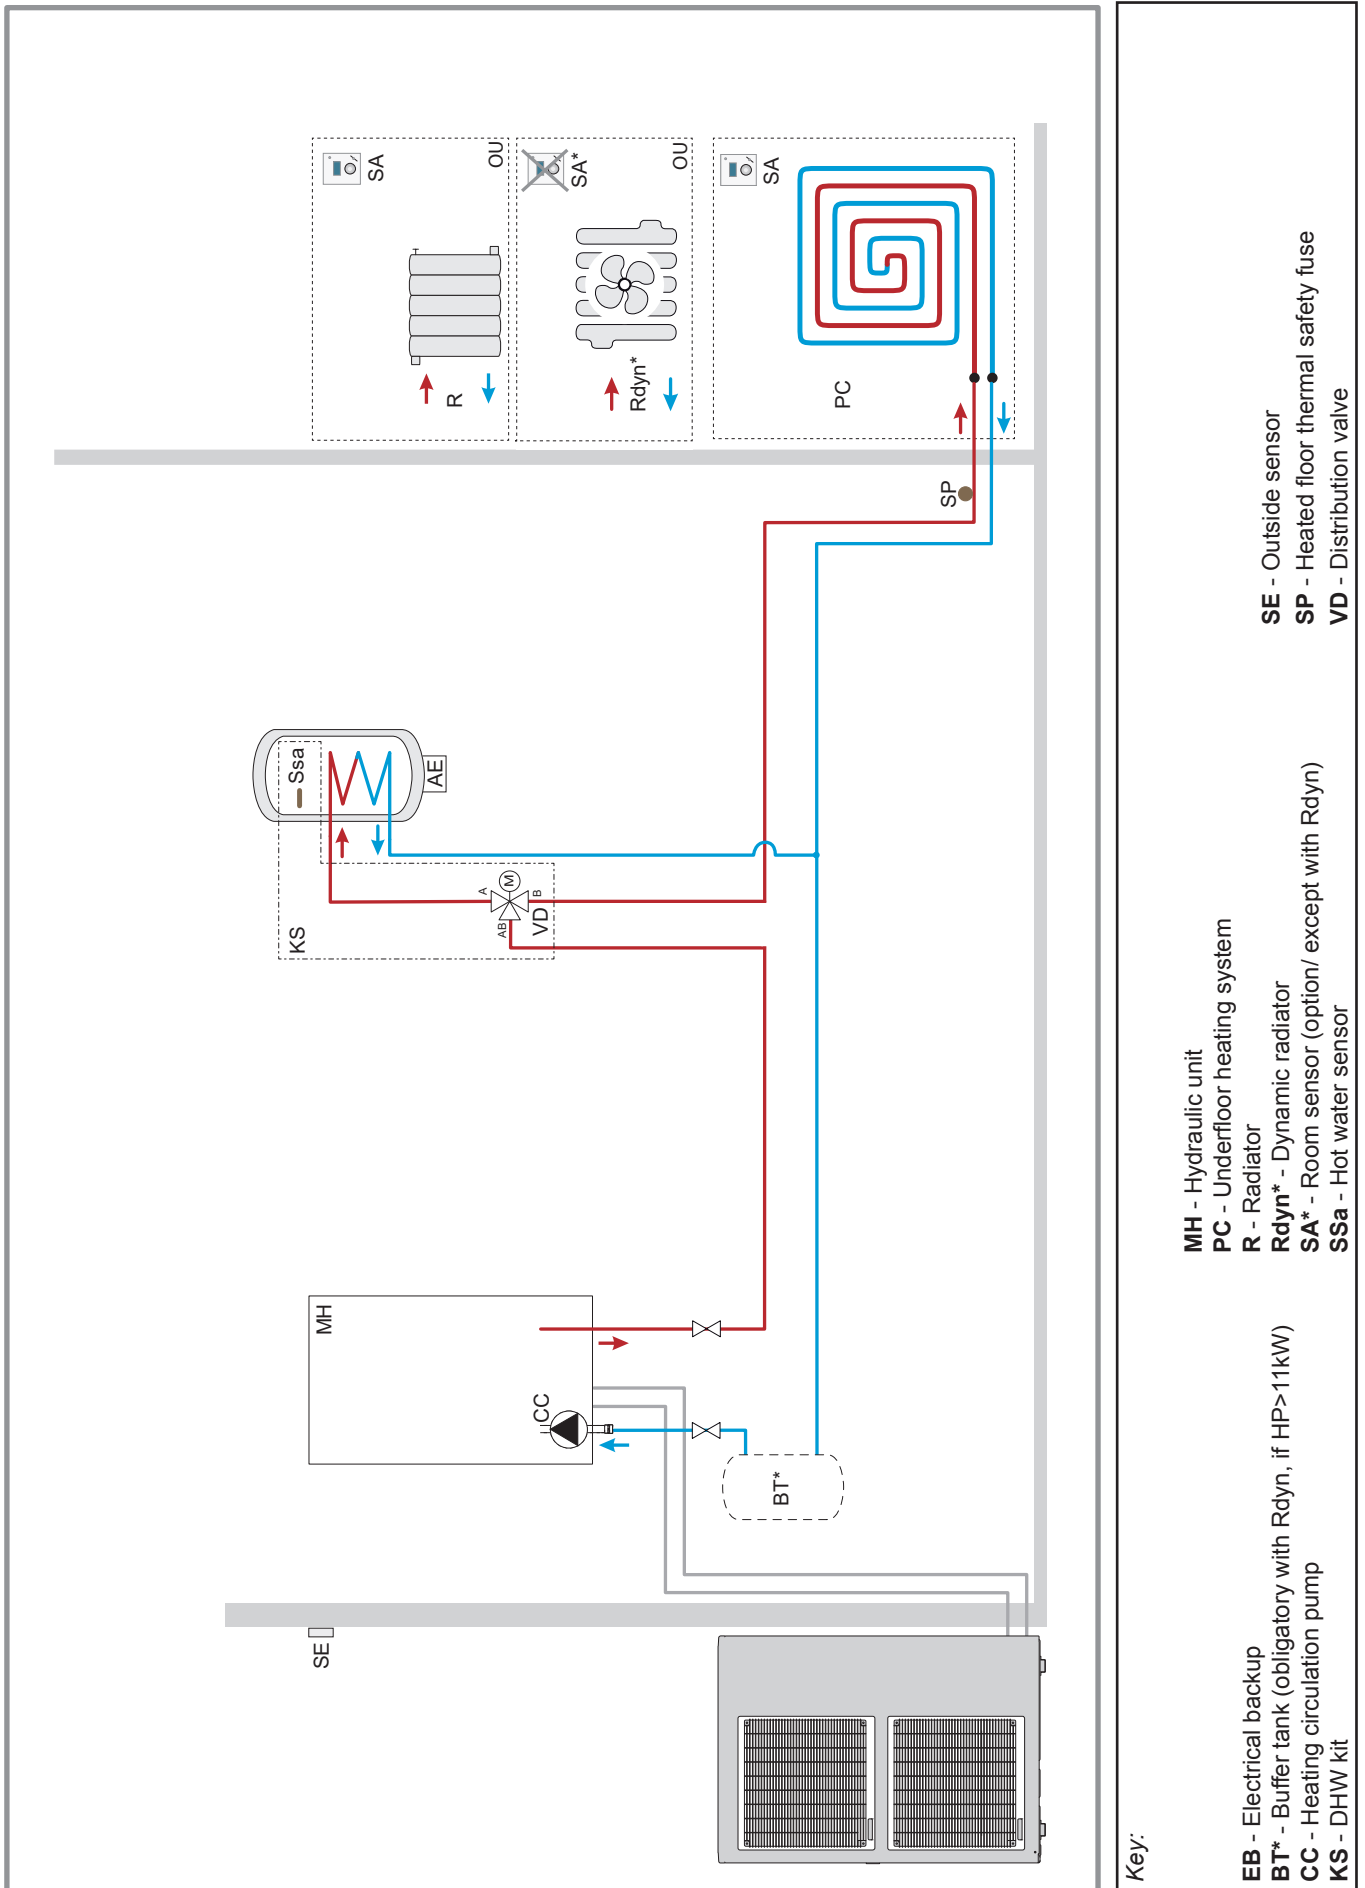 SE
MH
CC
BT*
KS
Ssa
AE
A
M
B
AB
VD
SP
SA
OU
R
SA*
OU
Rdyn*
SA
PC
Key:
EB - Electrical backup
BT* - Buffer tank (obligatory with Rdyn, if HP>11kW)
CC - Heating circulation pump
KS - DHW kit
MH - Hydraulic unit
PC - Underfloor heating system
R - Radiator
Rdyn* - Dynamic radiator
SA* - Room sensor (option/ except with Rdyn)
SSa - Hot water sensor
SE - Outside sensor
SP - Heated floor thermal safety fuse
VD - Distribution valve